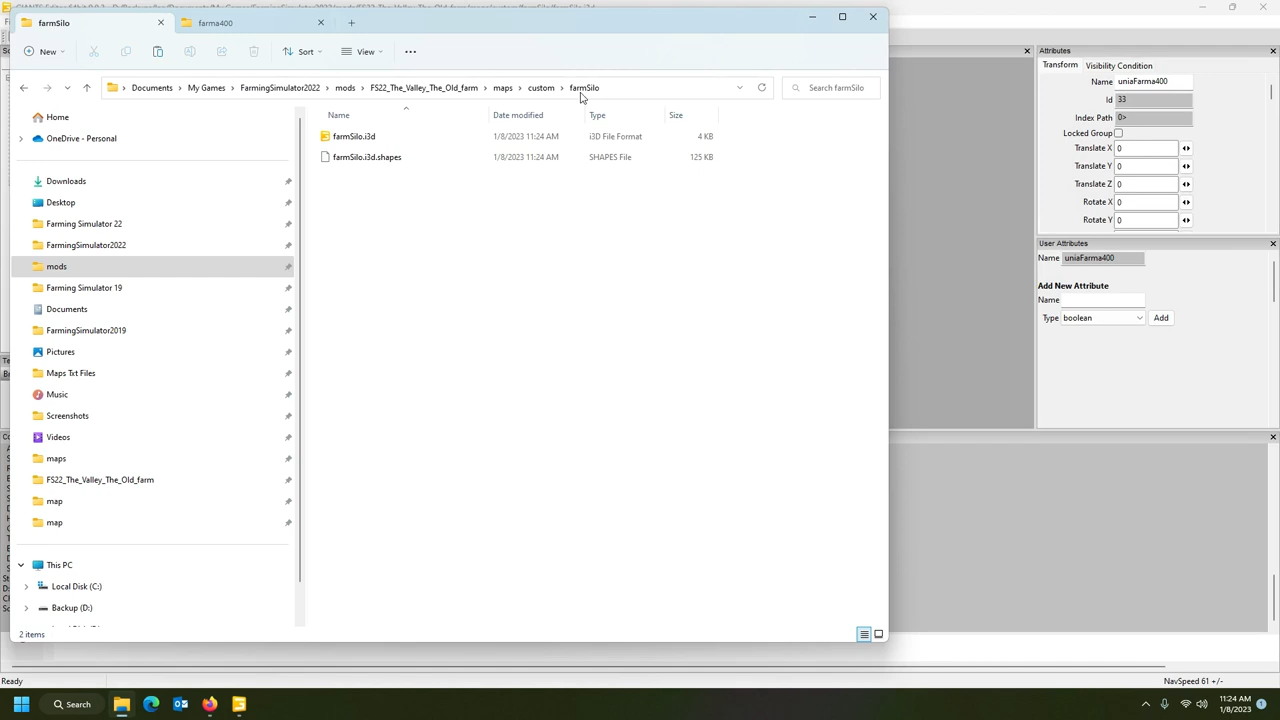 farmSilo
farma400
New
Sort
View
Documents
My Games
FarmingSimulator2022
mods
FS22_The_Valley_The_Old_farm
maps
custom
farmSilo
Search farmSilo
Name
Date modified
Type
Size
farmSilo.i3d
1/8/2023 11:24 AM
i3D File Format
4 KB
farmSilo.i3d.shapes
1/8/2023 11:24 AM
SHAPES File
125 KB
Home
OneDrive - Personal
Downloads
Desktop
Farming Simulator 22
FarmingSimulator2022
mods
Farming Simulator 19
Documents
FarmingSimulator2019
Pictures
Maps Txt Files
Music
Screenshots
Videos
maps
FS22_The_Valley_The_Old_farm
map
map
This PC
Local Disk (C:)
Backup (D:)
2 items
Attributes
Transform
Visibility Condition
Name uniaFarma400
Id 33
Index Path 0>
Locked Group
Translate X 0
Translate Y 0
Translate Z 0
Rotate X 0
Rotate Y 0
User Attributes
Name uniaFarma400
Add New Attribute
Name
Type boolean Add
Ready
NavSpeed 61 +/-
Search
11:24 AM
1/8/2023